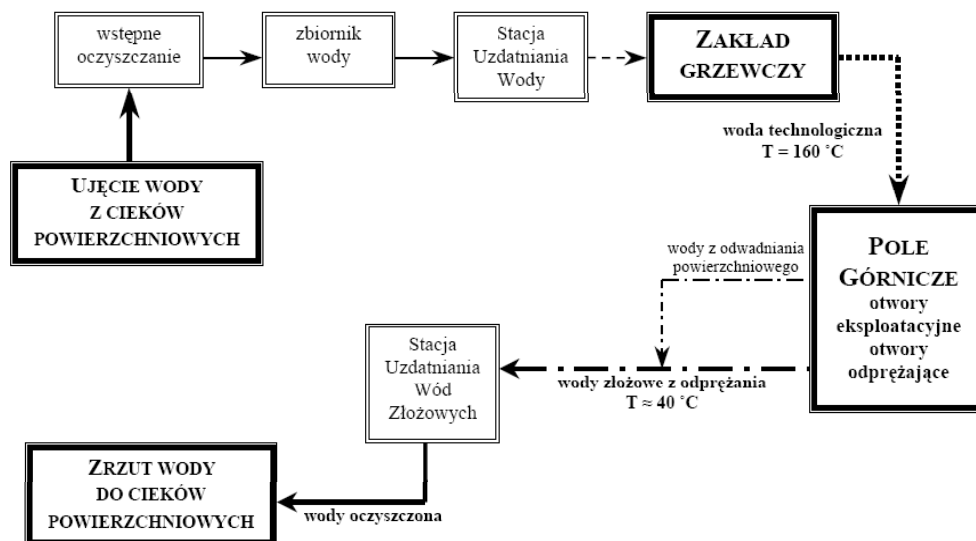 wstępne
oczyszczanie
zbiornik
wody
Stacja
Uzdatniania
Wody
ZAKŁAD
GRZEWCZY
woda technologiczna
T = 160 ˚C
UJĘCIE WODY
Z CIEKÓW
POWIERZCHNIOWYCH
POLE
GÓRNICZE
otwory
eksploatacyjne
otwory
odprężające
wody z odwadniania
powierzchniowego
wody złożowe z odprężania
T ≈ 40 ˚C
Stacja
Uzdatniania
Wód
Złożowych
wody oczyszczona
ZRZUT WODY
DO CIEKÓW
POWIERZCHNIOWYCH